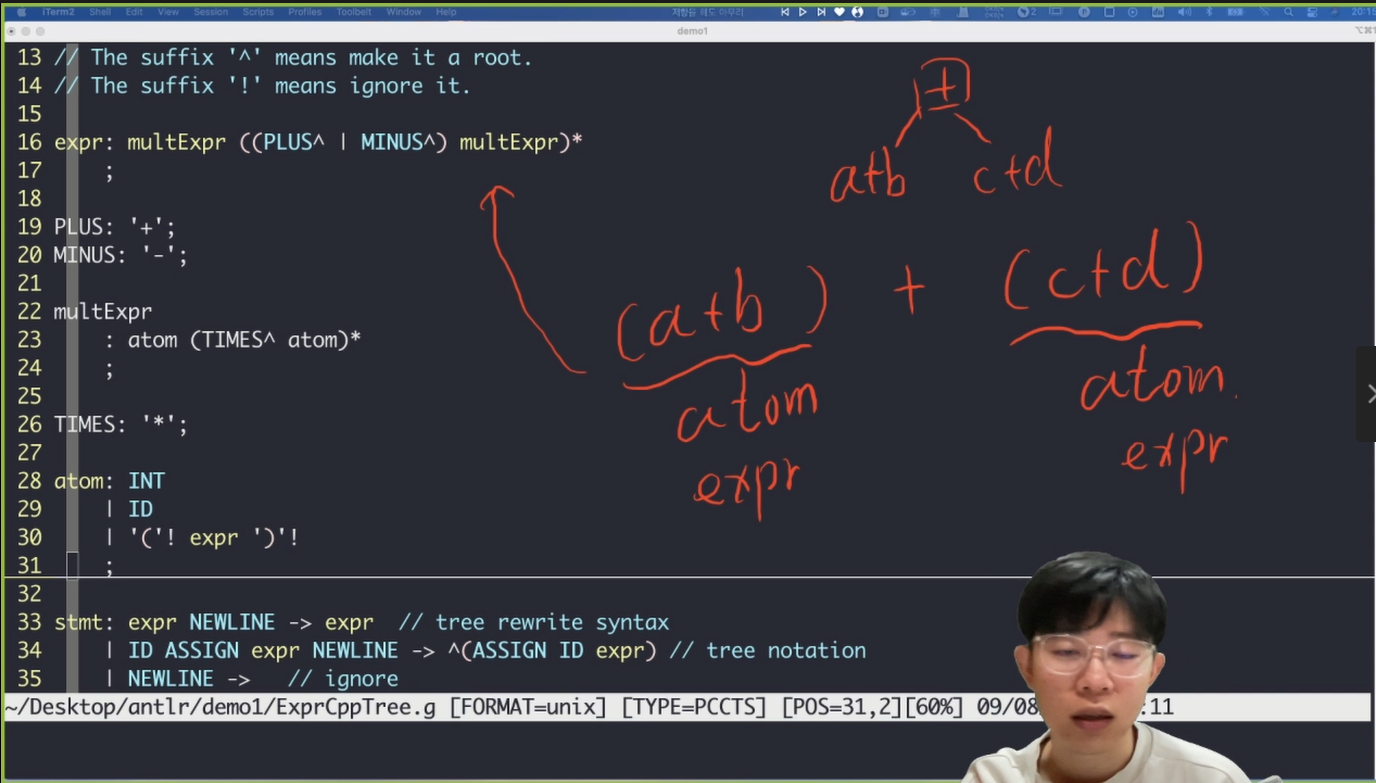 iTerm2 Shell Edit View Session Scripts Profiles Toolbelt Window Help
demo1
13 // The suffix '^' means make it a root.
14 // The suffix '!' means ignore it.
15
16 expr: multExpr ((PLUS^ | MINUS^) multExpr)*
17 ;
18
19 PLUS: '+';
20 MINUS: '-';
21
22 multExpr
23 : atom (TIMES^ atom)*
24 ;
25
26 TIMES: '*';
27
28 atom: INT
29 | ID
30 | '('! expr ')'!
31 ;
32
33 stmt: expr NEWLINE -> expr // tree rewrite syntax
34 | ID ASSIGN expr NEWLINE -> ^(ASSIGN ID expr) // tree notation
35 | NEWLINE -> // ignore
~/Desktop/antlr/demo1/ExprCppTree.g [FORMAT=unix] [TYPE=PCCTS] [POS=31,2][60%] 09/08 :11
+
a+b c+d
(a+b) + (c+d)
atom atom.
expr expr